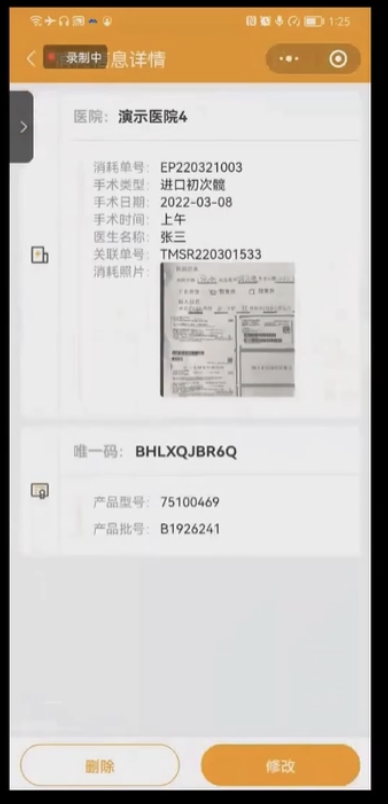 1:25
录制中
息详情
医院： 演示医院4
消耗单号： EP220321003
手术类型： 进口初次髋
手术日期： 2022-03-08
手术时间： 上午
医生名称： 张三
关联单号： TMSR220301533
消耗照片：
唯一码： BHLXQJBR6Q
产品型号： 75100469
产品批号： B1926241
删除
修改